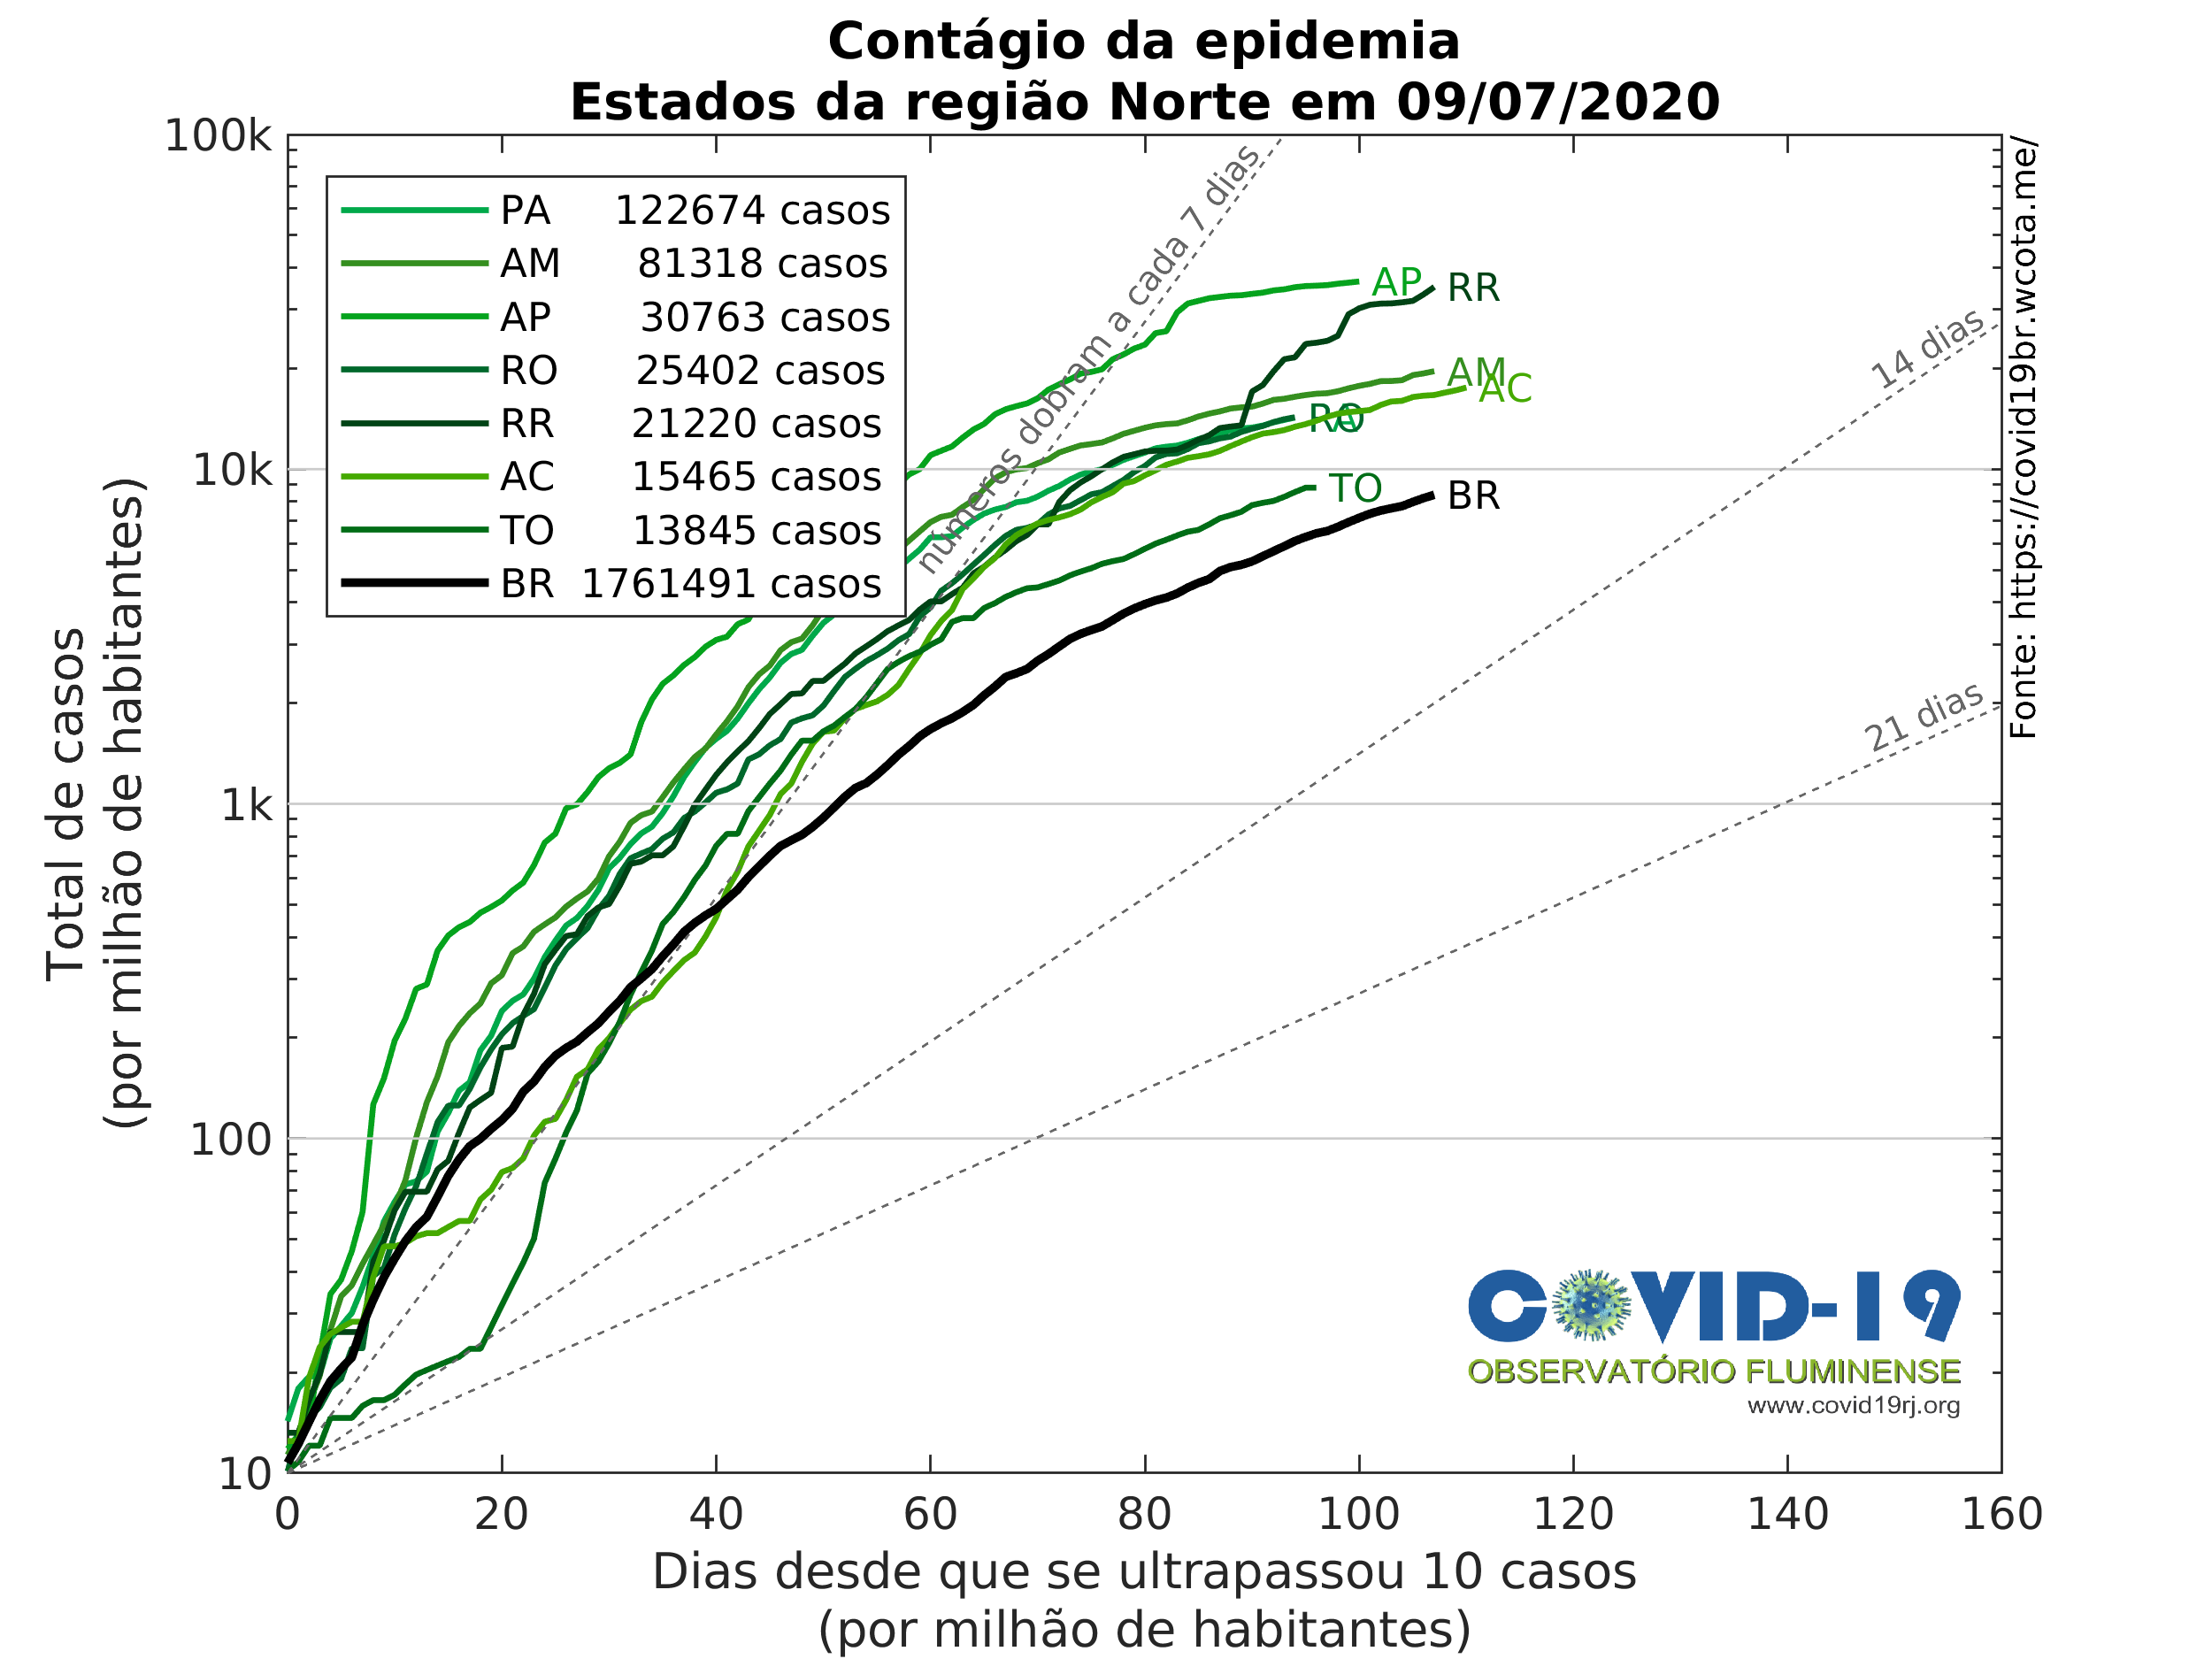 Contágio da epidemia
Estados da região Norte em 09/07/2020
100k
10k
1k
100
10
Total de casos
(por milhão de habitantes)
PA 122674 casos
AM 81318 casos
AP 30763 casos
RO 25402 casos
RR 21220 casos
AC 15465 casos
TO 13845 casos
BR 1761491 casos
números dobram a cada 7 dias
14 dias
21 dias
AP
RR
AM
AC
RO
PA
TO
BR
Fonte: https://covid19br.wcota.me/
COVID-19
OBSERVATÓRIO FLUMINENSE
www.covid19rj.org
0 20 40 60 80 100 120 140 160
Dias desde que se ultrapassou 10 casos
(por milhão de habitantes)